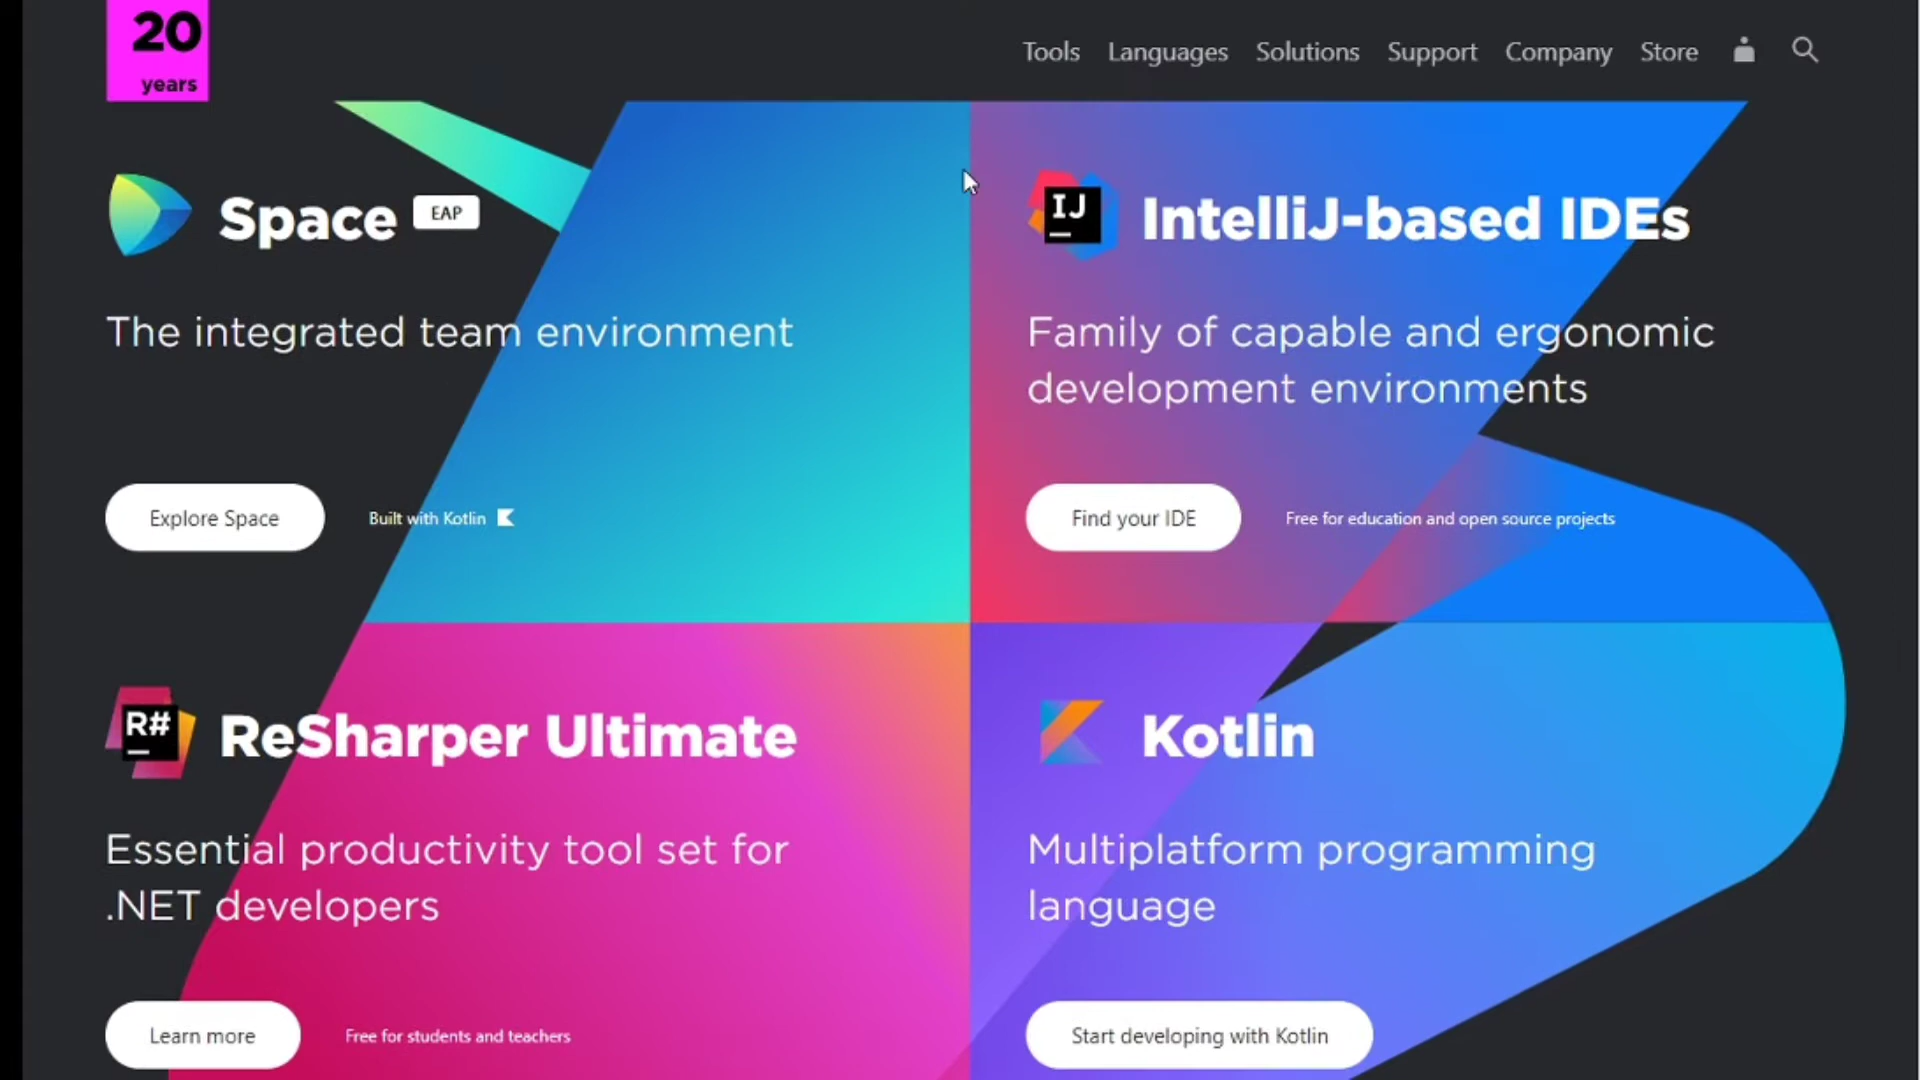 20
years
Tools Languages Solutions Support Company Store
Space EAP
The integrated team environment
Explore Space Built with Kotlin
IJ IntelliJ-based IDEs
Family of capable and ergonomic
development environments
Find your IDE Free for education and open source projects
R# ReSharper Ultimate
Essential productivity tool set for
.NET developers
Learn more Free for students and teachers
Kotlin
Multiplatform programming
language
Start developing with Kotlin